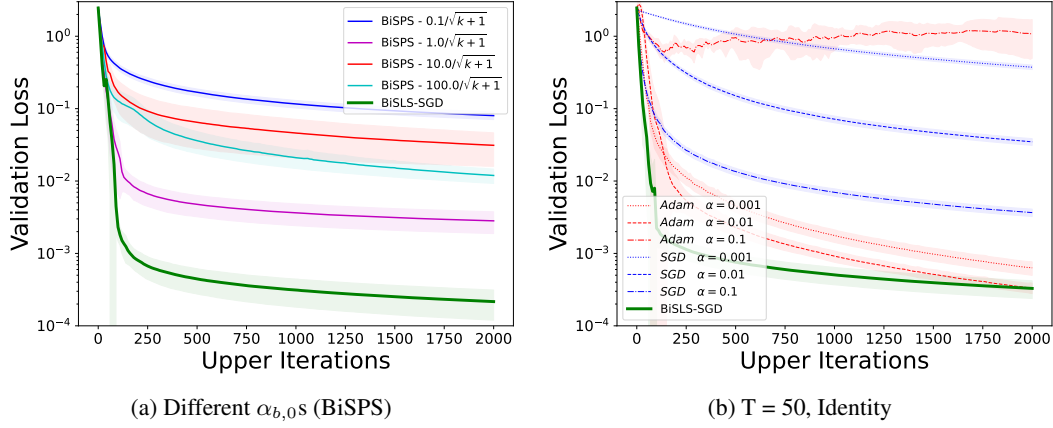 Validation Loss
10⁰
10⁻¹
10⁻²
10⁻³
10⁻⁴
BiSPS - 0.1/√k+1
BiSPS - 1.0/√k+1
BiSPS - 10.0/√k+1
BiSPS - 100.0/√k+1
BiSLS-SGD
0 250 500 750 1000 1250 1500 1750 2000
Upper Iterations
(a) Different α_{b,0}s (BiSPS)
Validation Loss
10⁰
10⁻¹
10⁻²
10⁻³
10⁻⁴
Adam α = 0.001
Adam α = 0.01
Adam α = 0.1
SGD α = 0.001
SGD α = 0.01
SGD α = 0.1
BiSLS-SGD
0 250 500 750 1000 1250 1500 1750 2000
Upper Iterations
(b) T = 50, Identity